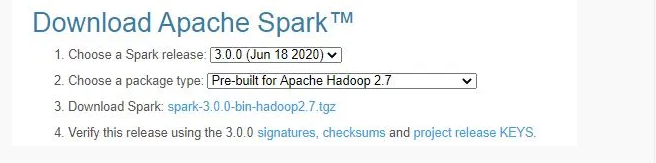 Download Apache Spark™
1. Choose a Spark release: 3.0.0 (Jun 18 2020)
2. Choose a package type: Pre-built for Apache Hadoop 2.7
3. Download Spark: spark-3.0.0-bin-hadoop2.7.tgz
4. Verify this release using the 3.0.0 signatures, checksums and project release KEYS.